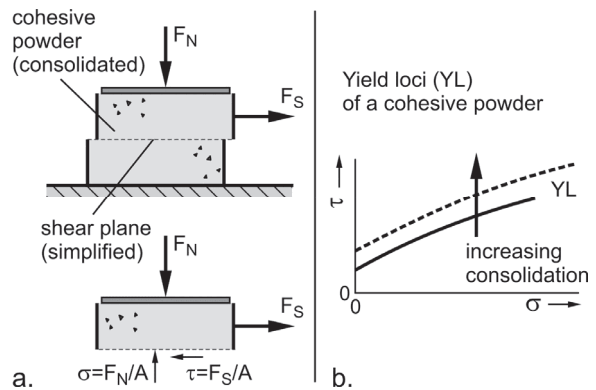 cohesive
powder
(consolidated)
F_N
F_S
shear plane
(simplified)
F_N
F_S
a.
σ=F_N/A
τ=F_S/A
Yield loci (YL)
of a cohesive powder
τ
YL
increasing
consolidation
0
0
σ
b.